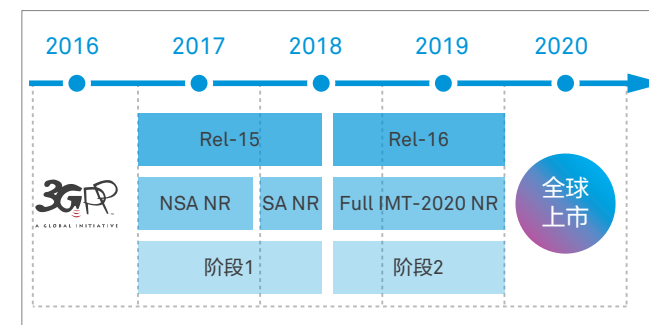 2016 2017 2018 2019 2020
Rel-15 Rel-16
3GPP
A GLOBAL INITIATIVE
NSA NR SA NR Full IMT-2020 NR
全球
上市
阶段1 阶段2